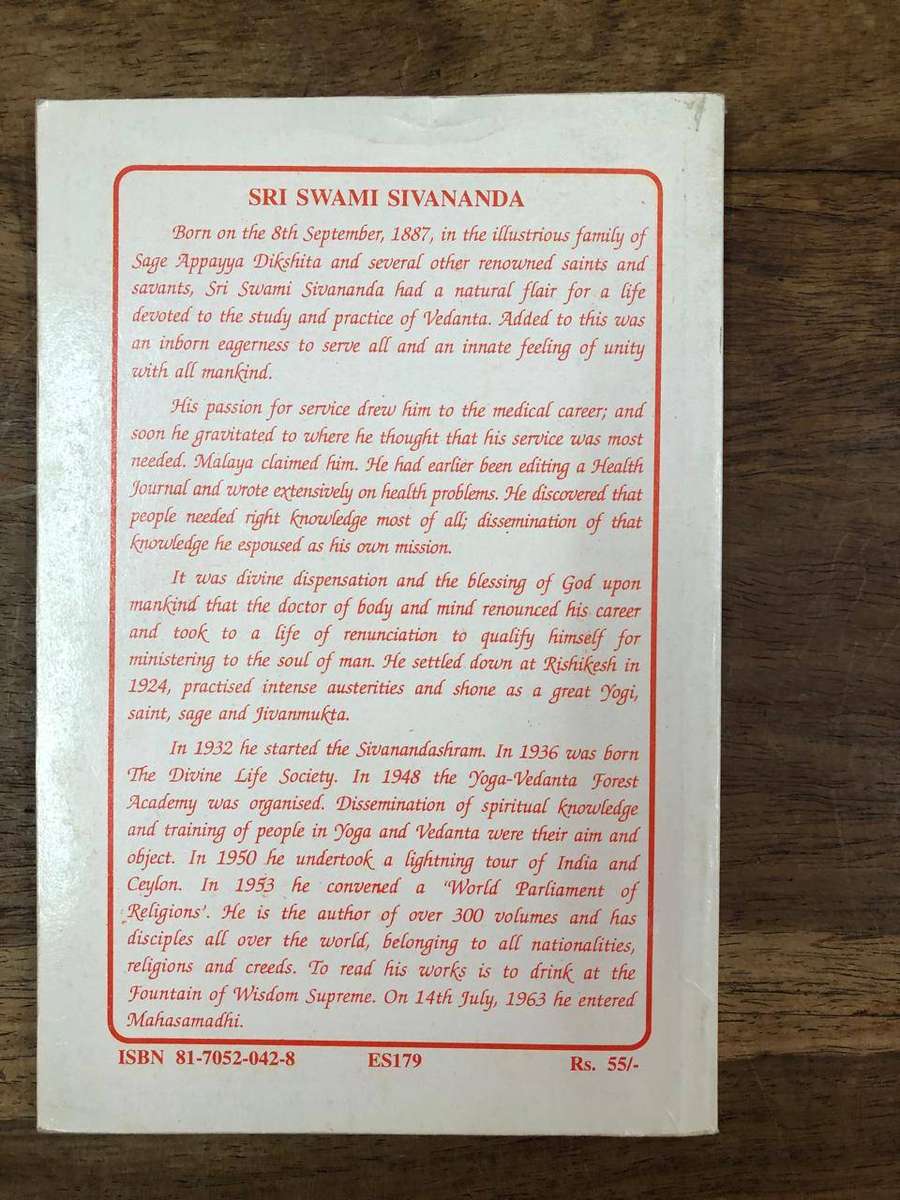 SRI SWAMI SIVANANDA
Born on the 8th September, 1887, in the illustrious family of
Sage Appayya Dikshita and several other renowned saints and
savants, Sri Swami Sivananda had a natural flair for a life
devoted to the study and practice of Vedanta. Added to this was
an inborn eagerness to serve all and an innate feeling of unity
with all mankind.
His passion for service drew him to the medical career; and
soon he gravitated to where he thought that his service was most
needed. Malaya claimed him. He had earlier been editing a Health
Journal and wrote extensively on health problems. He discovered that
people needed right knowledge most of all; dissemination of that
knowledge he espoused as his own mission.
It was divine dispensation and the blessing of God upon
mankind that the doctor of body and mind renounced his career
and took to a life of renunciation to qualify himself for
ministering to the soul of man. He settled down at Rishikesh in
1924, practised intense austerities and shone as a great Yogi,
saint, sage and Jivanmukta.
In 1932 he started the Sivanandashram. In 1936 was born
The Divine Life Society. In 1948 the Yoga-Vedanta Forest
Academy was organised. Dissemination of spiritual knowledge
and training of people in Yoga and Vedanta were their aim and
object. In 1950 he undertook a lightning tour of India and
Ceylon. In 1953 he convened a 'World Parliament of
Religions'. He is the author of over 300 volumes and has
disciples all over the world, belonging to all nationalities,
religions and creeds. To read his works is to drink at the
Fountain of Wisdom Supreme. On 14th July, 1963 he entered
Mahasamadhi.
ISBN 81-7052-042-8 ES179 Rs. 55/-